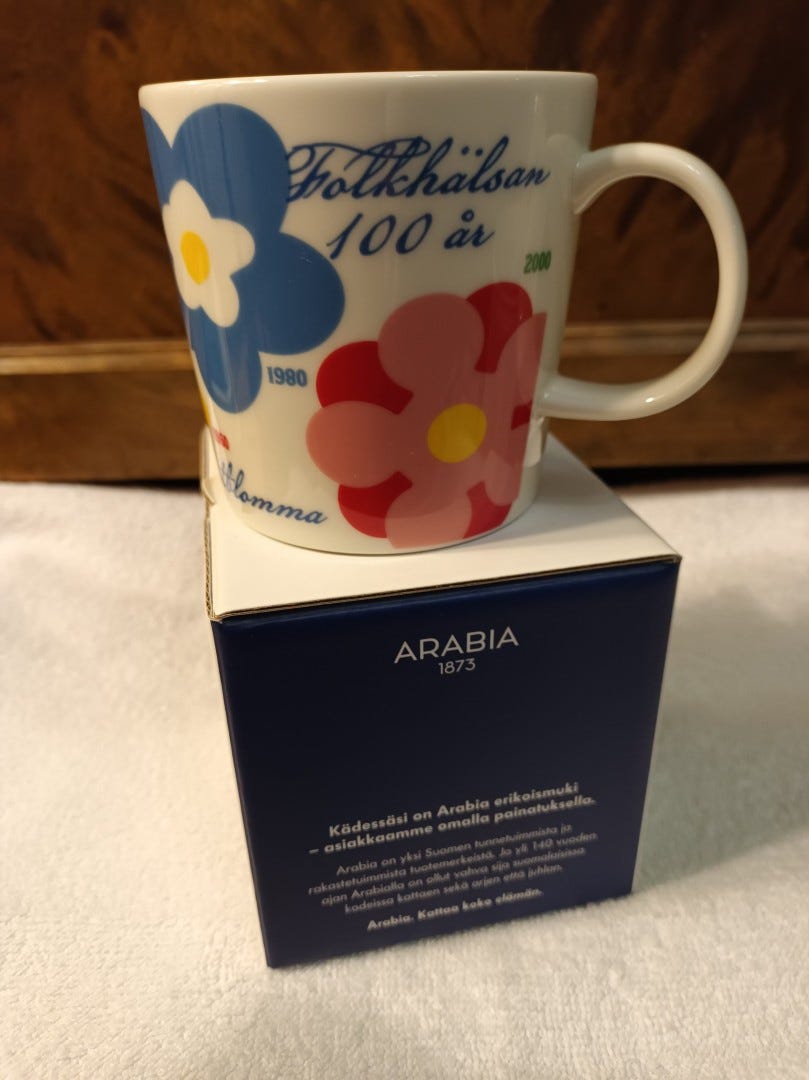 Folkhälsan
100 år
2000
1980
Blomma
ARABIA
1873
Kädessäsi on Arabia erikoismuki
– asiakkaamme omalla painatuksella.
Arabia on yksi Suomen tunnetuimmista ja
rakastetuimmista tuotemerkeistä. Jo yli 140 vuoden
ajan Arabialla on ollut vahva sija suomalaisissa
kodeissa kattaen sekä arjen että juhlan.
Arabia. Kattaa koko elämän.